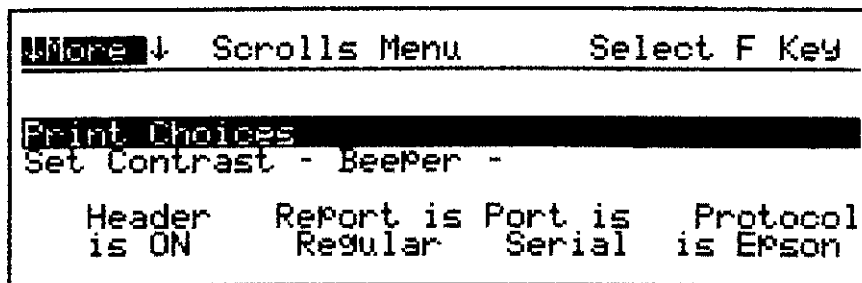 ↓More↓ Scrolls Menu Select F Key
Print Choices
Set Contrast - Beeper -
Header Report is Port is Protocol
is ON Regular Serial is Epson